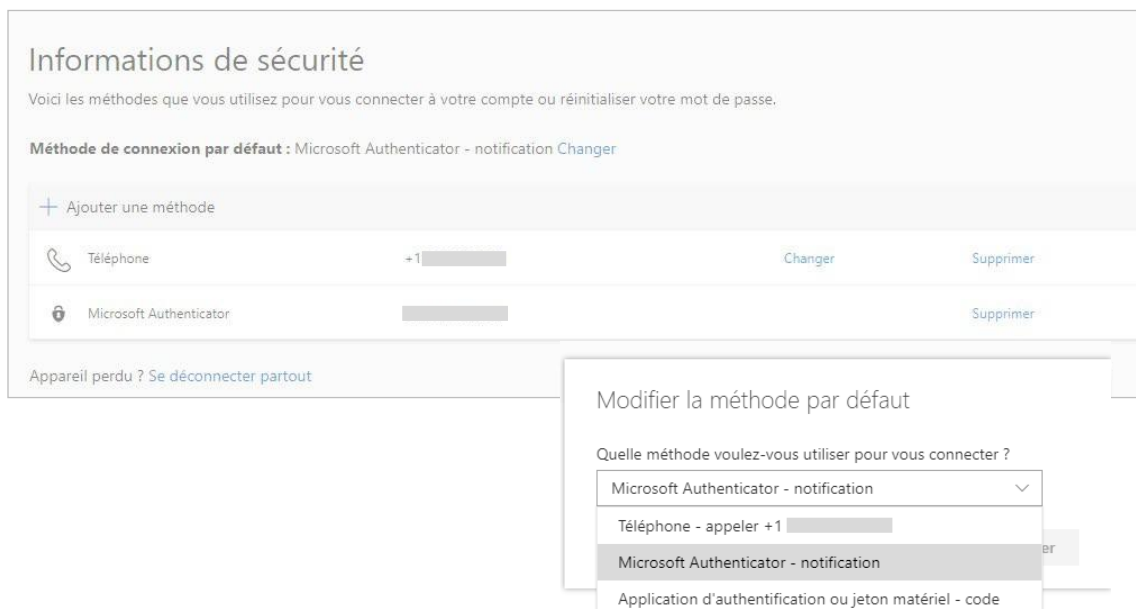 Informations de sécurité
Voici les méthodes que vous utilisez pour vous connecter à votre compte ou réinitialiser votre mot de passe.
Méthode de connexion par défaut : Microsoft Authenticator - notification Changer
+ Ajouter une méthode
Téléphone +1 Changer Supprimer
Microsoft Authenticator Supprimer
Appareil perdu ? Se déconnecter partout
Modifier la méthode par défaut
Quelle méthode voulez-vous utiliser pour vous connecter ?
Microsoft Authenticator - notification
Téléphone - appeler +1
Microsoft Authenticator - notification
Application d'authentification ou jeton matériel - code